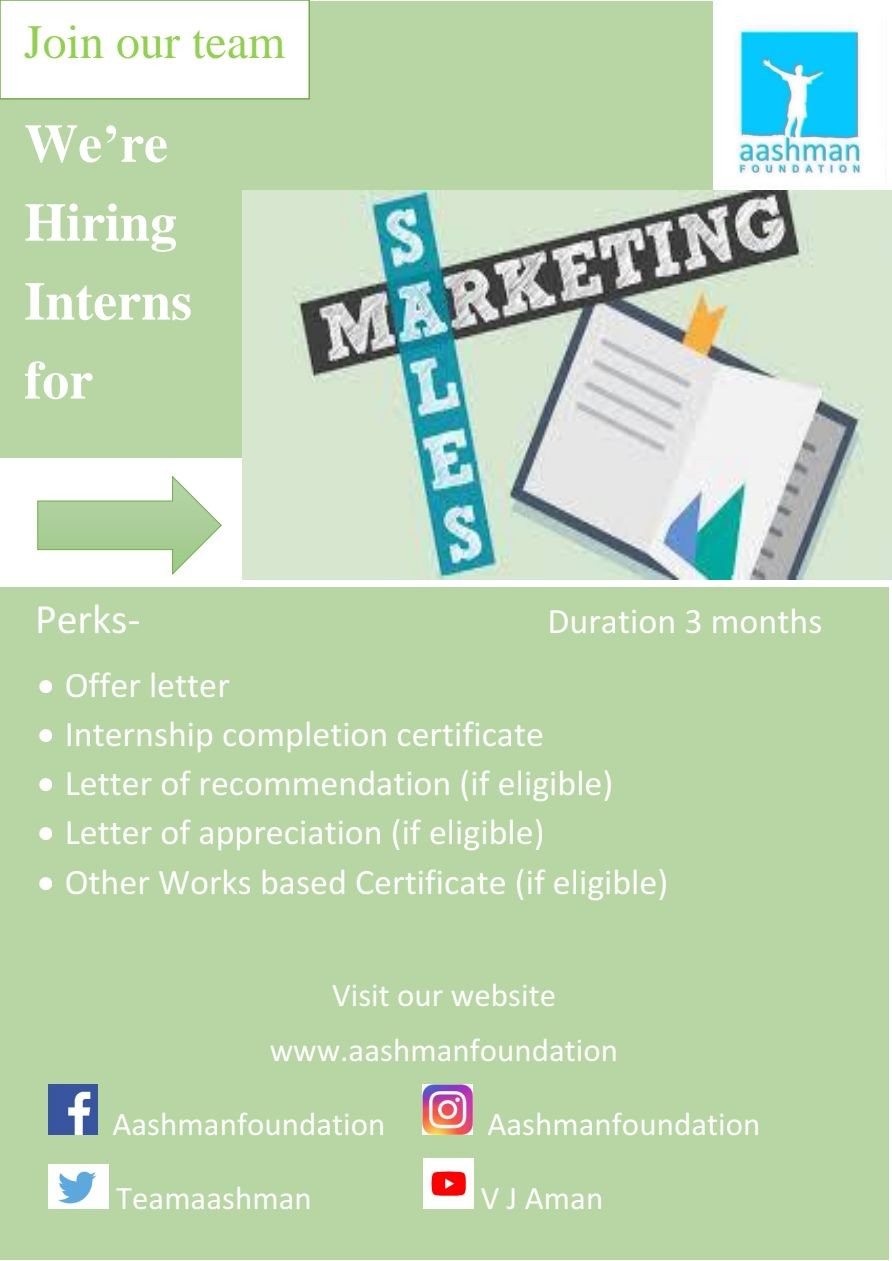 Join our team
aashman
FOUNDATION
We’re
Hiring
Interns
for
MARKETING
SALES
Perks-
Duration 3 months
• Offer letter
• Internship completion certificate
• Letter of recommendation (if eligible)
• Letter of appreciation (if eligible)
• Other Works based Certificate (if eligible)
Visit our website
www.aashmanfoundation
Aashmanfoundation
Aashmanfoundation
Teamaashman
V J Aman